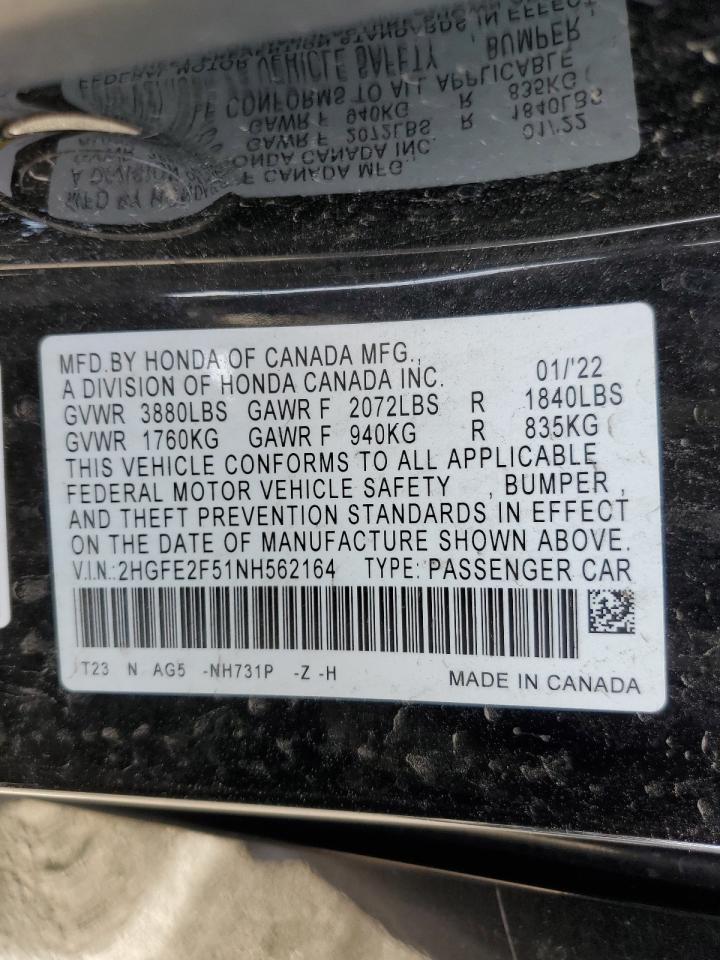 MFD.BY HONDA OF CANADA MFG.,
A DIVISION OF HONDA CANADA INC. 01/'22
GVWR 3880LBS GAWR F 2072LBS R 1840LBS
GVWR 1760KG GAWR F 940KG R 835KG
THIS VEHICLE CONFORMS TO ALL APPLICABLE
FEDERAL MOTOR VEHICLE SAFETY , BUMPER ,
AND THEFT PREVENTION STANDARDS IN EFFECT
ON THE DATE OF MANUFACTURE SHOWN ABOVE.
V.I.N.:2HGFE2F51NH562164 TYPE: PASSENGER CAR
T23 N AG5 -NH731P -Z -H
MADE IN CANADA